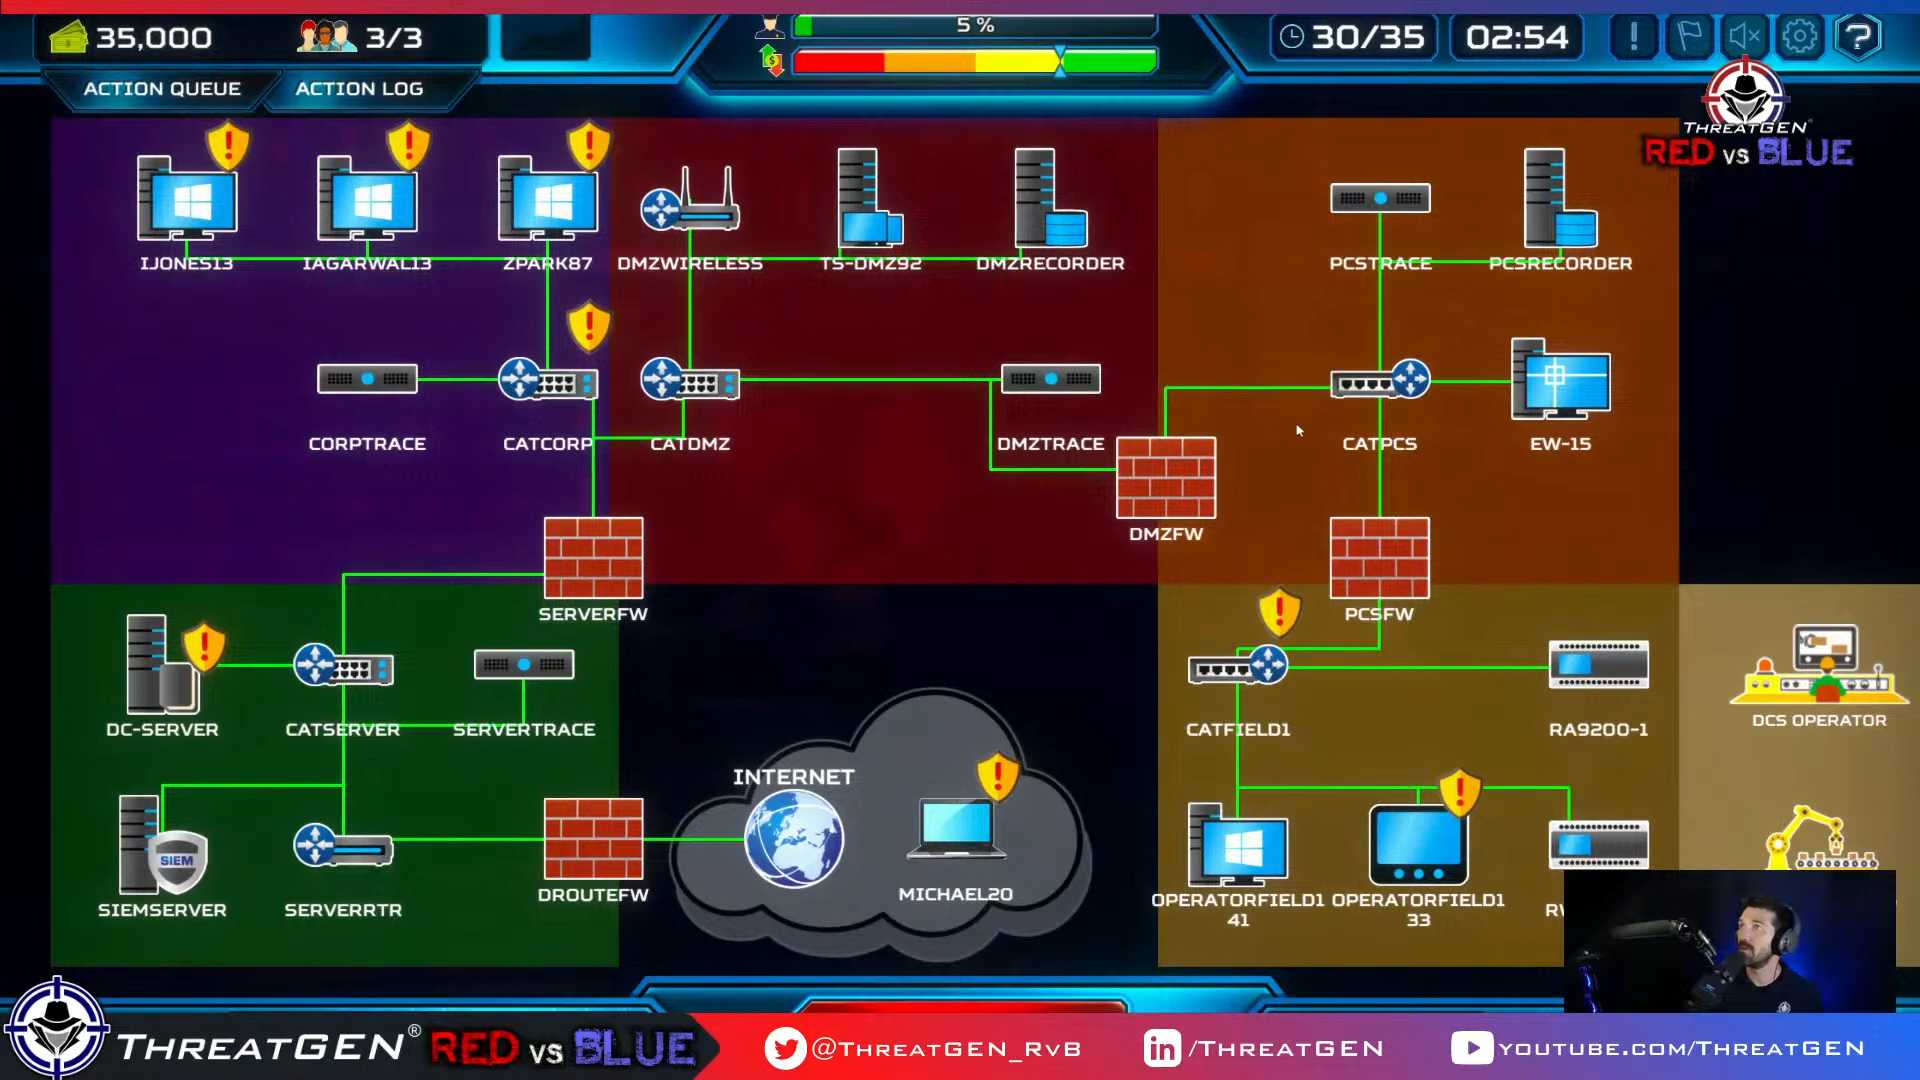 35,000
3/3
5 %
30/35
02:54
ACTION QUEUE
ACTION LOG
THREATGEN
RED vs BLUE
IJONES13
IAGARWAL13
ZPARK87
DMZWIRELESS
TS-DMZ92
DMZRECORDER
PCSTRACE
PCSRECORDER
CORPTRACE
CATCORP
CATDMZ
DMZTRACE
CATPCS
EW-15
DMZFW
SERVERFW
PCSFW
DC-SERVER
CATSERVER
SERVERTRACE
CATFIELD1
RA9200-1
DCS OPERATOR
INTERNET
SIEM
SIEMSERVER
SERVERRTR
DROUTEFW
MICHAEL20
OPERATORFIELD1
41
OPERATORFIELD1
33
THREATGEN® RED vs BLUE
@THREATGEN_RVB
in /THREATGEN
YOUTUBE.COM/THREATGEN